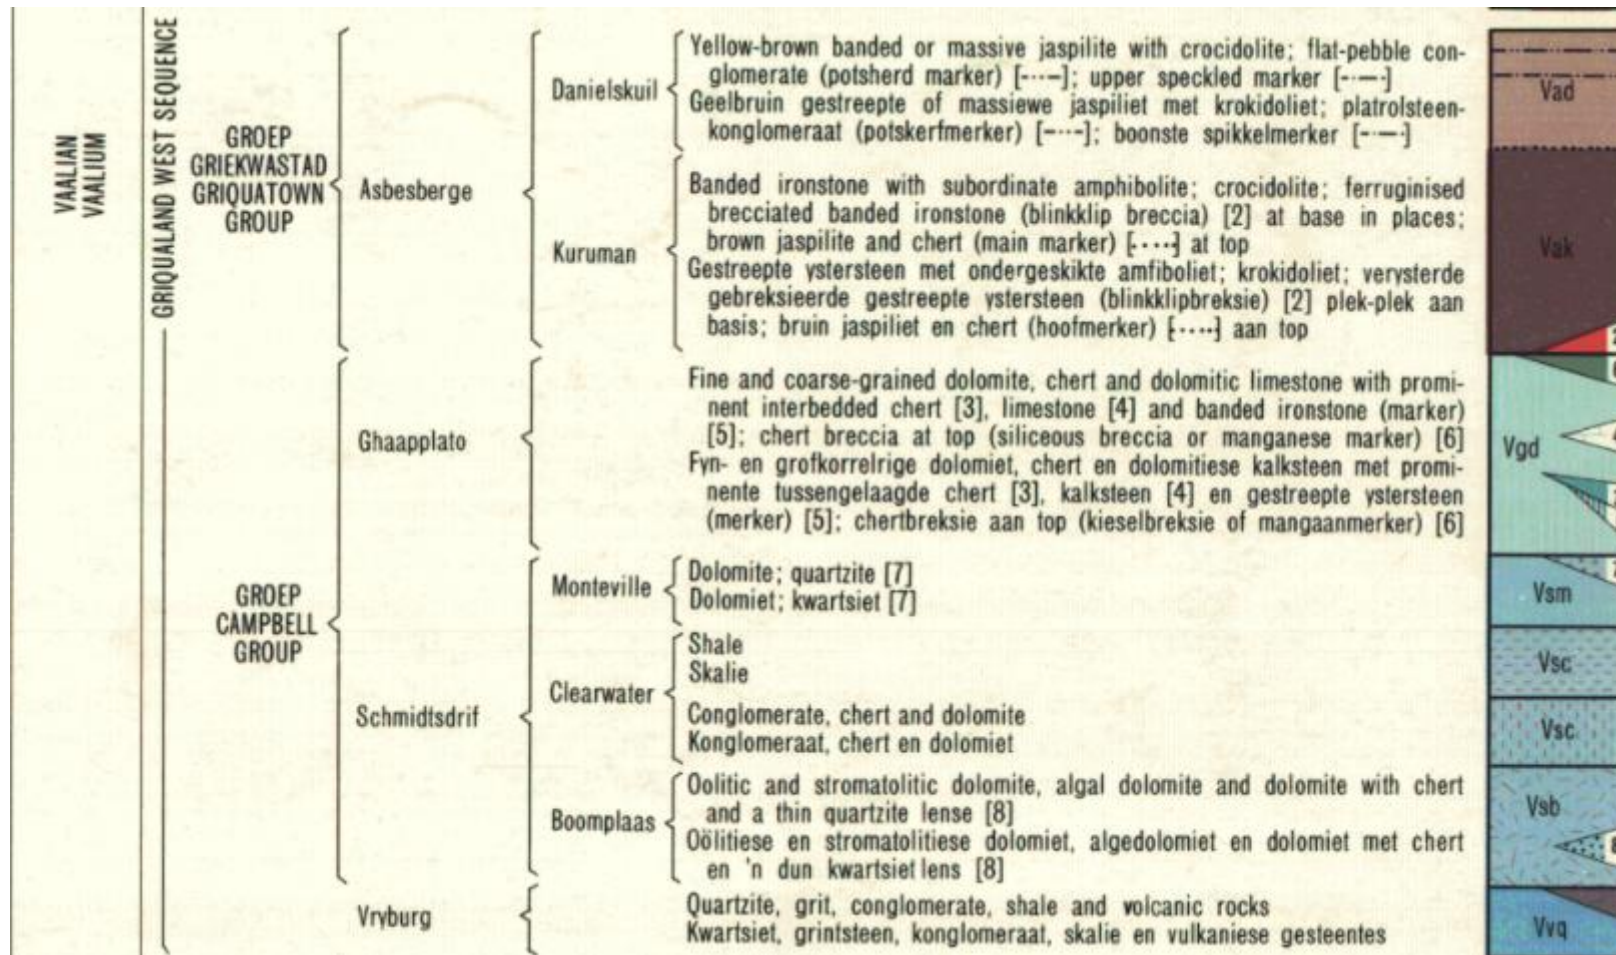 VAALIAN
VAALIUM
GRIQUALAND WEST SEQUENCE
GROEP
GRIEKWASTAD
GRIQUATOWN
GROUP
Asbesberge
Danielskuil
Yellow-brown banded or massive jaspilite with crocidolite; flat-pebble con-
glomerate (potsherd marker) [-···–]; upper speckled marker [-·–·]
Geelbruin gestreepte of massiewe jaspiliet met krokidoliet; platrolsteen-
konglomeraat (potskerfmerker) [–···-]; boonste spikkelmerker [-·–·]
Vad
Kuruman
Banded ironstone with subordinate amphibolite; crocidolite; ferruginised
brecciated banded ironstone (blinkklip breccia) [2] at base in places;
brown jaspilite and chert (main marker) [····] at top
Gestreepte ystersteen met ondergeskikte amfiboliet; krokidoliet; verysterde
gebreksieerde gestreepte ystersteen (blinkklipbreksie) [2] plek-plek aan
basis; bruin jaspiliet en chert (hoofmerker) [····] aan top
Vak
GROEP
CAMPBELL
GROUP
Ghaapplato
Fine and coarse-grained dolomite, chert and dolomitic limestone with promi-
nent interbedded chert [3], limestone [4] and banded ironstone (marker)
[5]; chert breccia at top (siliceous breccia or manganese marker) [6]
Fyn- en grofkorrelrige dolomiet, chert en dolomitiese kalksteen met promi-
nente tussengelaagde chert [3], kalksteen [4] en gestreepte ystersteen
(merker) [5]; chertbreksie aan top (kieselbreksie of mangaanmerker) [6]
Vgd
Schmidtsdrif
Monteville
Dolomite; quartzite [7]
Dolomiet; kwartsiet [7]
Vsm
Clearwater
Shale
Skalie
Vsc
Conglomerate, chert and dolomite
Konglomeraat, chert en dolomiet
Vsc
Boomplaas
Oolitic and stromatolitic dolomite, algal dolomite and dolomite with chert
and a thin quartzite lense [8]
Oölitiese en stromatolitiese dolomiet, algedolomiet en dolomiet met chert
en 'n dun kwartsiet lens [8]
Vsb
8
Vryburg
Quartzite, grit, conglomerate, shale and volcanic rocks
Kwartsiet, grintsteen, konglomeraat, skalie en vulkaniese gesteentes
Vvq